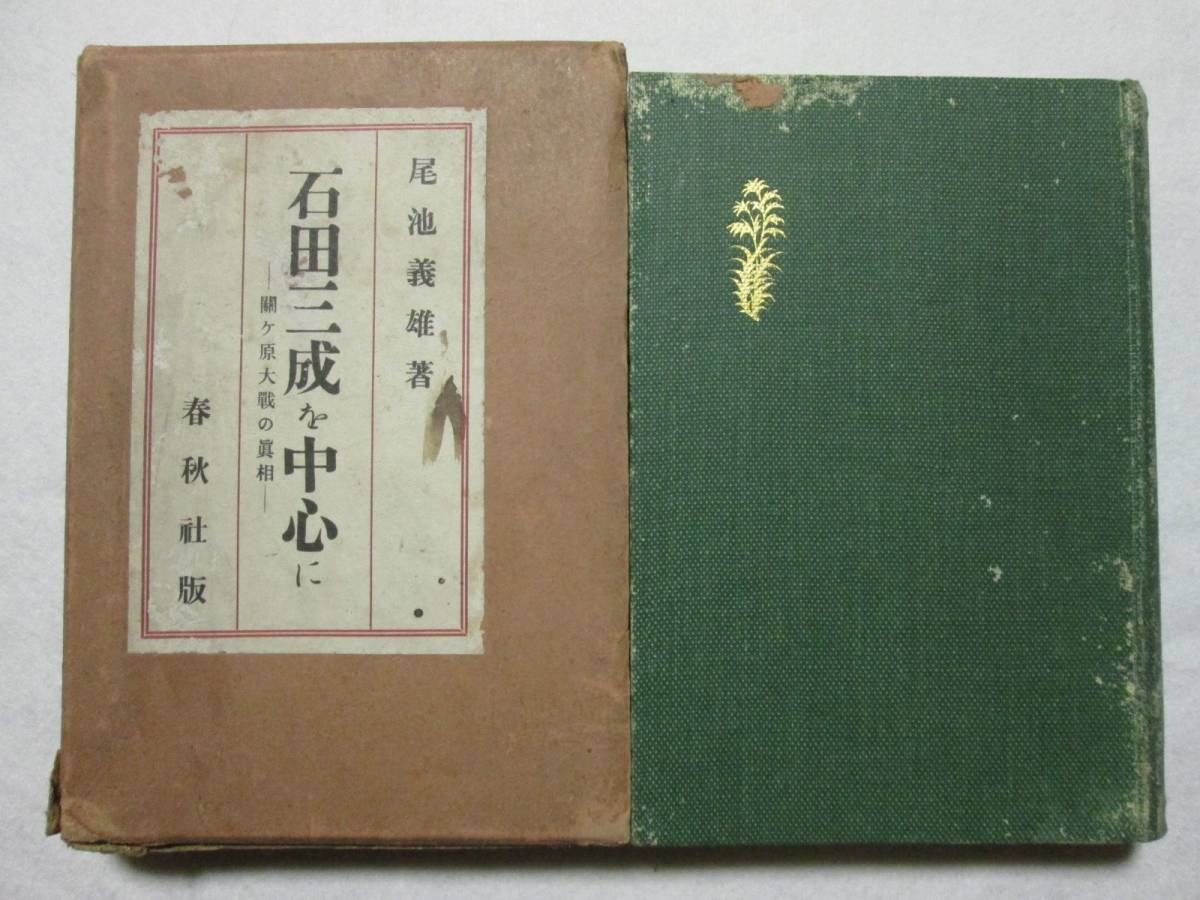 尾池義雄著
石田三成を中心に
―關ケ原大戰の眞相―
春秋社版